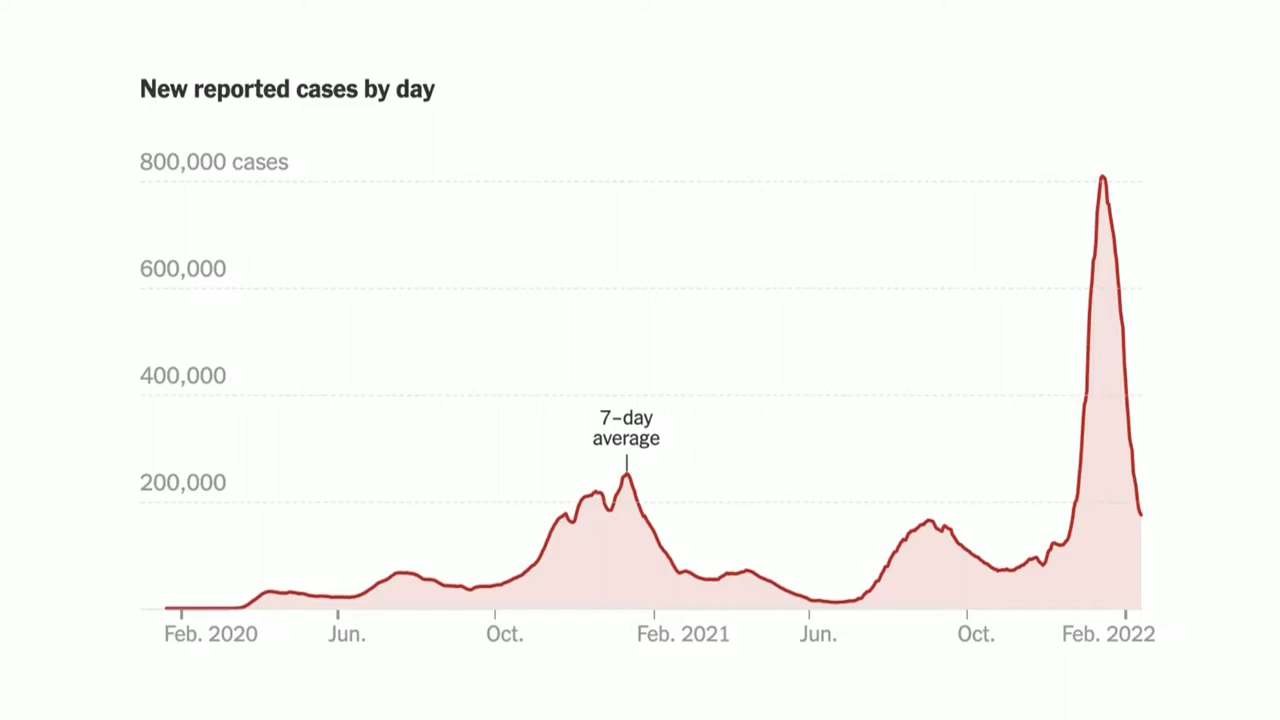 New reported cases by day
800,000 cases
600,000
400,000
7–day
average
200,000
Feb. 2020 Jun. Oct. Feb. 2021 Jun. Oct. Feb. 2022